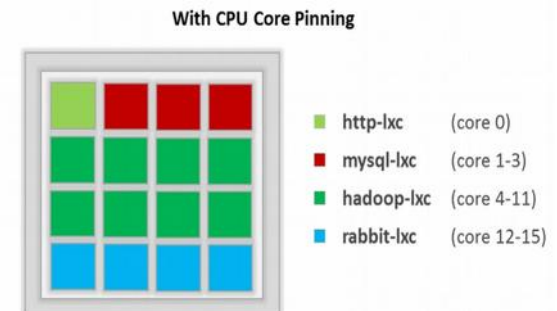 With CPU Core Pinning
http-lxc (core 0)
mysql-lxc (core 1-3)
hadoop-lxc (core 4-11)
rabbit-lxc (core 12-15)